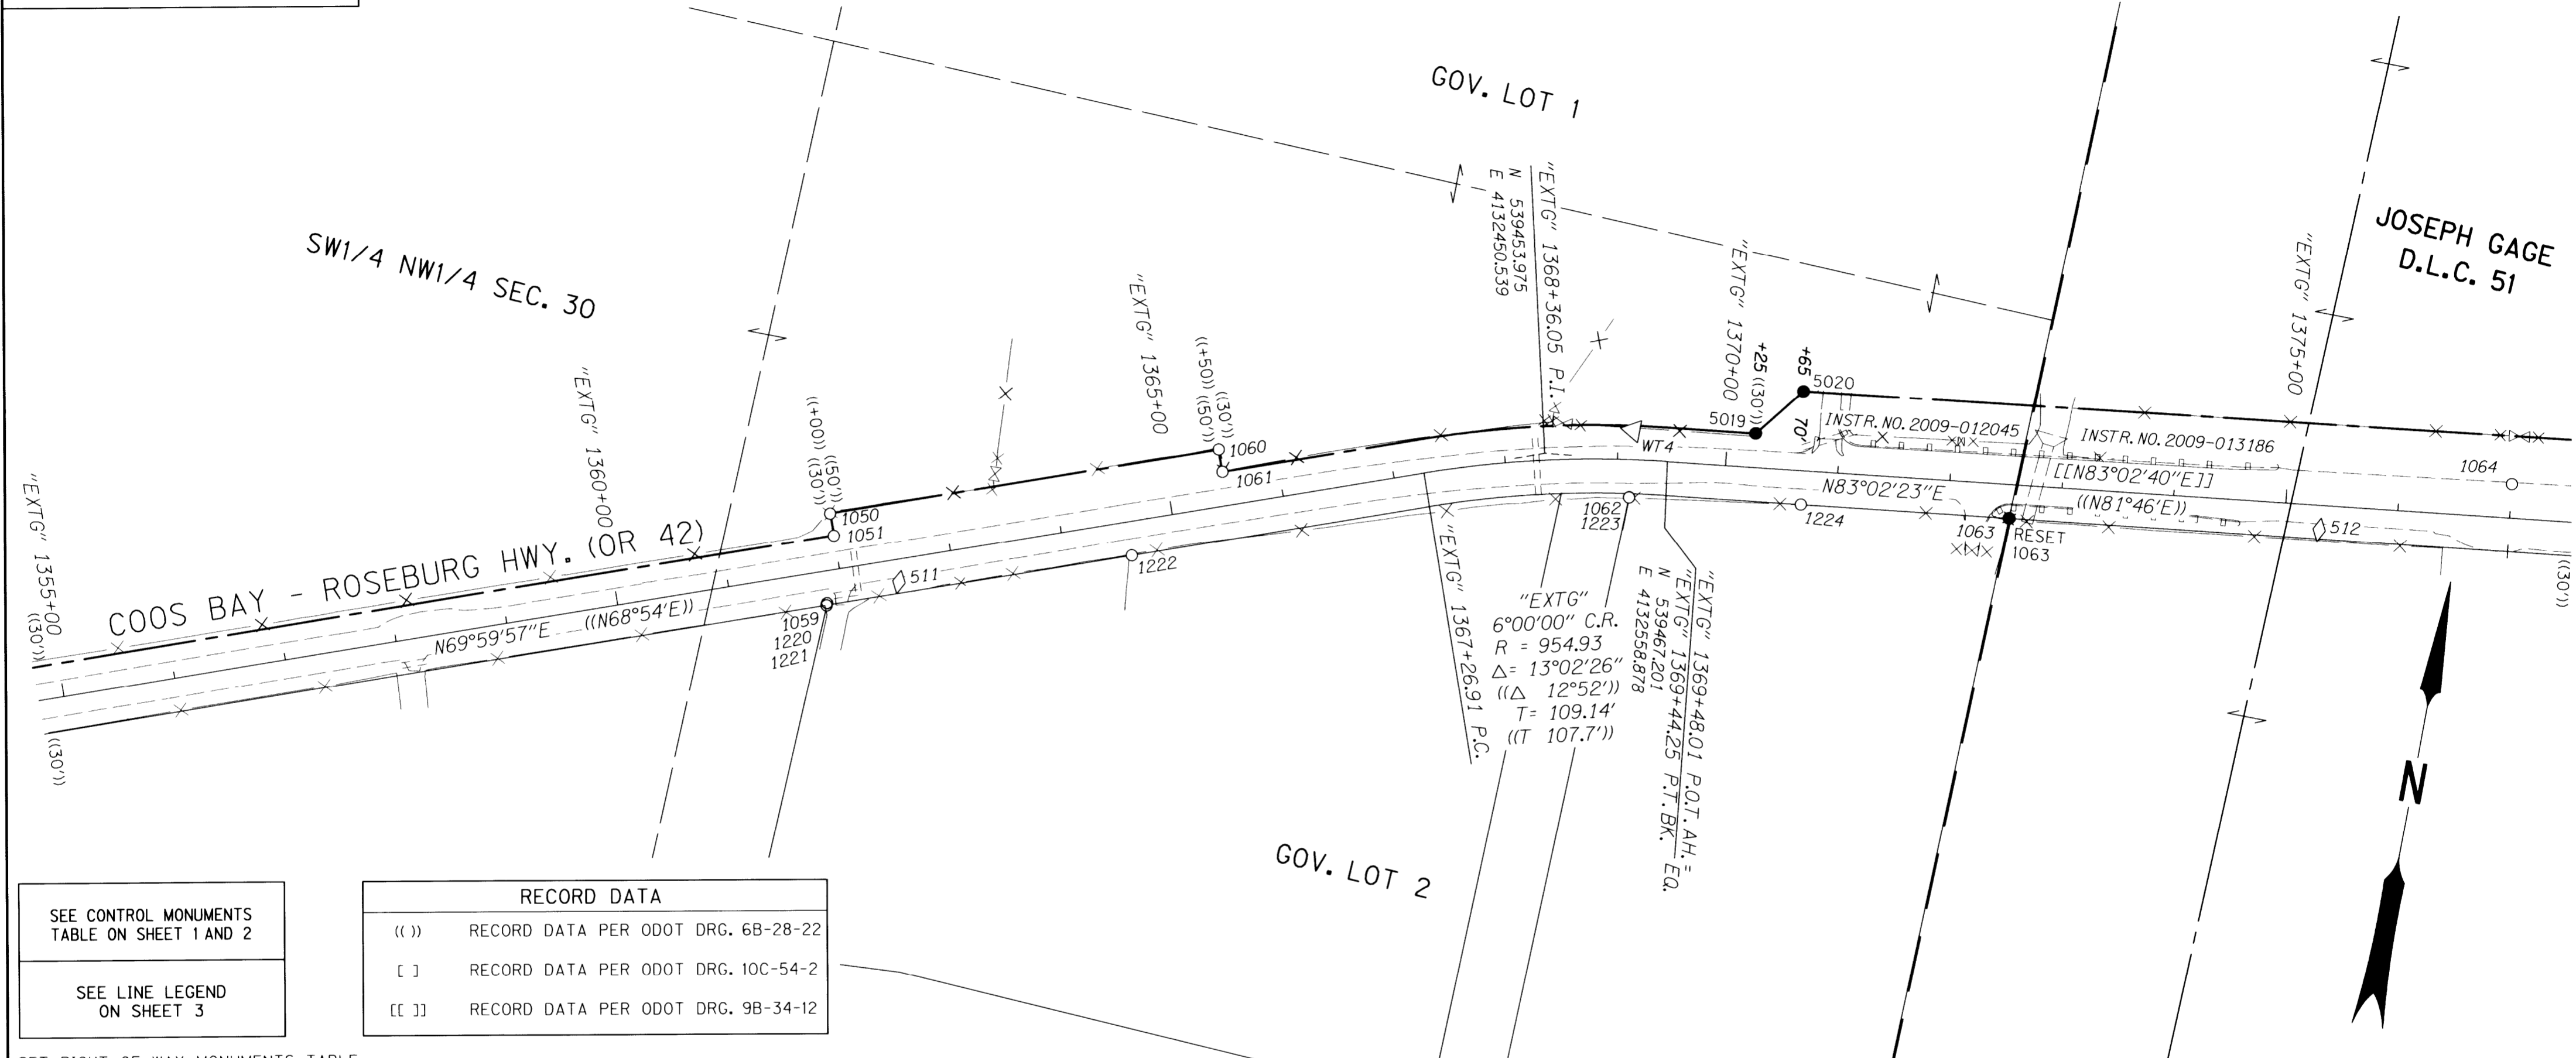 GOV. LOT 1
SW1/4 NW1/4 SEC. 30
JOSEPH GAGE
D.L.C. 51
"EXTG" 1355+00
((30'))
((30'))
"EXTG" 1360+00
COOS BAY - ROSEBURG HWY. (OR 42)
N69°59'57"E
((N68°54'E))
((+00))
((30'))
((50'))
1050
1051
1059
1220
1221
511
"EXTG" 1365+00
((+50))
((50'))
((30'))
1060
1061
1222
"EXTG" 1368+36.05 P.I.
N 539453.975
E 4132450.539
"EXTG" 1367+26.91 P.C.
"EXTG"
6°00'00" C.R.
R = 954.93
Δ= 13°02'26"
((Δ 12°52'))
T= 109.14'
((T 107.7'))
"EXTG" 1369+48.01 P.O.T. AH.=
"EXTG" 1369+44.25 P.T. BK. EQ.
N 539467.201
E 4132558.878
1062
1223
WT4
"EXTG" 1370+00
+25 ((30'))
5019
+65
5020
70'
INSTR. NO. 2009-012045
INSTR. NO. 2009-013186
N83°02'23"E
[[N83°02'40"E]]
((N81°46'E))
1224
1063
RESET
1063
512
"EXTG" 1375+00
1064
((30'))
GOV. LOT 2
N
SEE CONTROL MONUMENTS
TABLE ON SHEET 1 AND 2
SEE LINE LEGEND
ON SHEET 3
RECORD DATA
(( )) RECORD DATA PER ODOT DRG. 6B-28-22
[ ] RECORD DATA PER ODOT DRG. 10C-54-2
[[ ]] RECORD DATA PER ODOT DRG. 9B-34-12